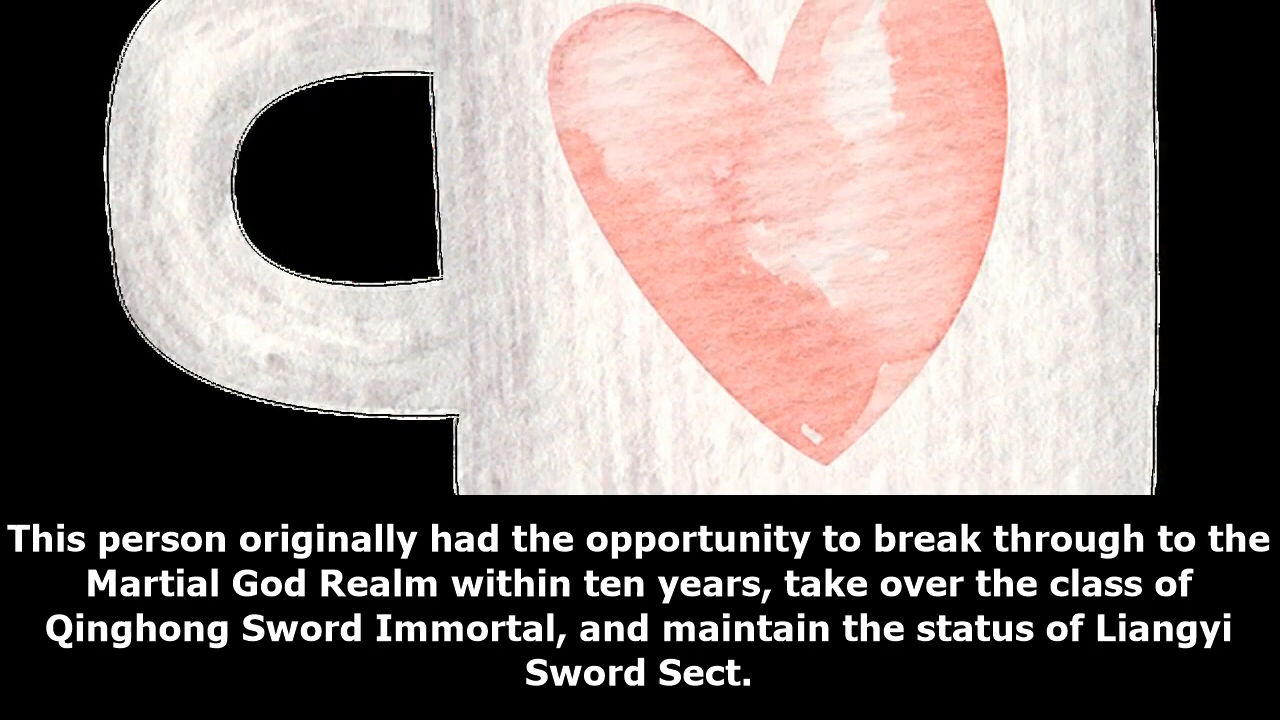 This person originally had the opportunity to break through to the
Martial God Realm within ten years, take over the class of
Qinghong Sword Immortal, and maintain the status of Liangyi
Sword Sect.